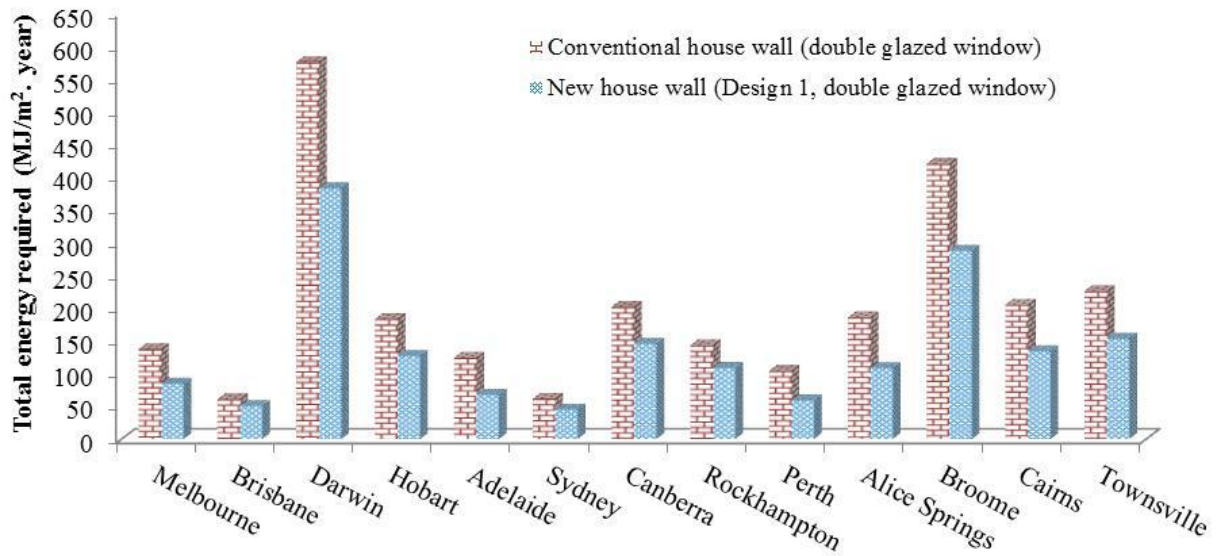 Total energy required (MJ/m². year)
650
600
550
500
450
400
350
300
250
200
150
100
50
0
Conventional house wall (double glazed window)
New house wall (Design 1, double glazed window)
Melbourne
Brisbane
Darwin
Hobart
Adelaide
Sydney
Canberra
Rockhampton
Perth
Alice Springs
Broome
Cairns
Townsville